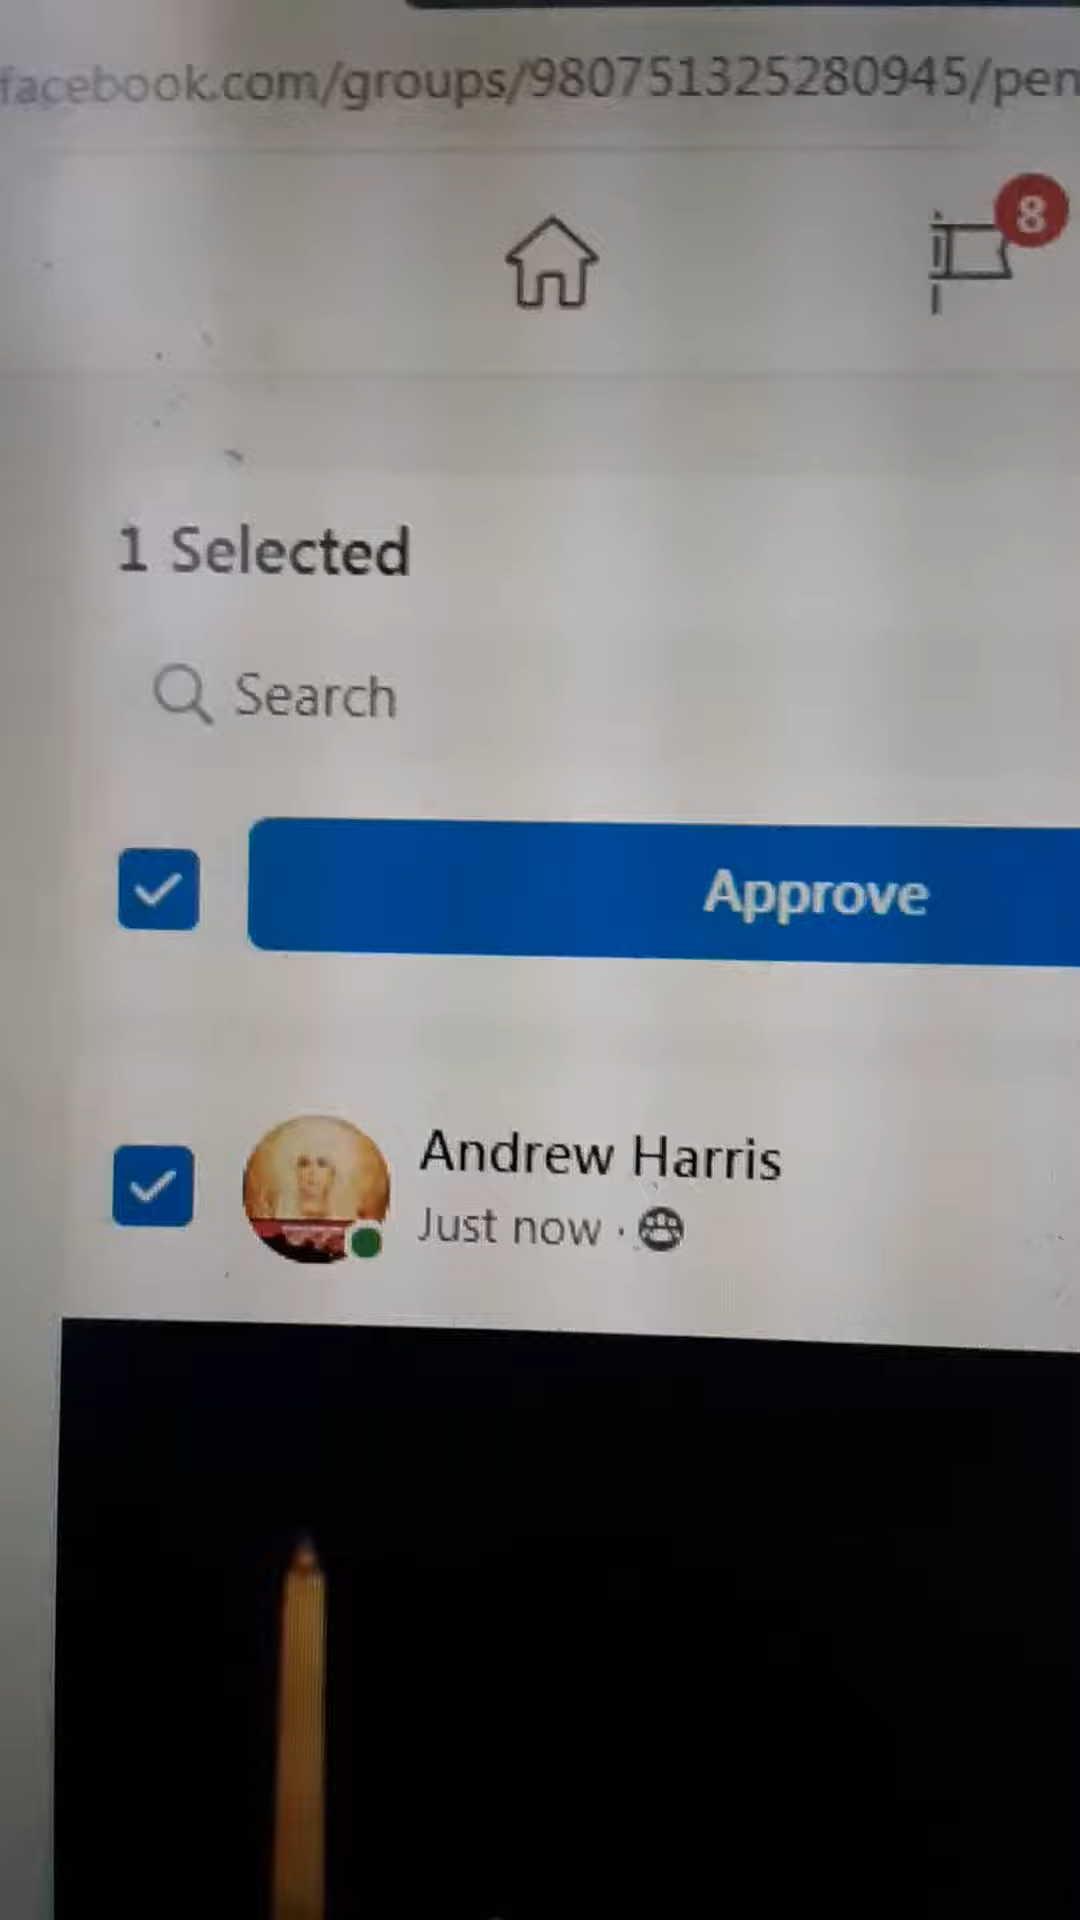 facebook.com/groups/980751325280945/pen
8
1 Selected
Search
Approve
Andrew Harris
Just now ·